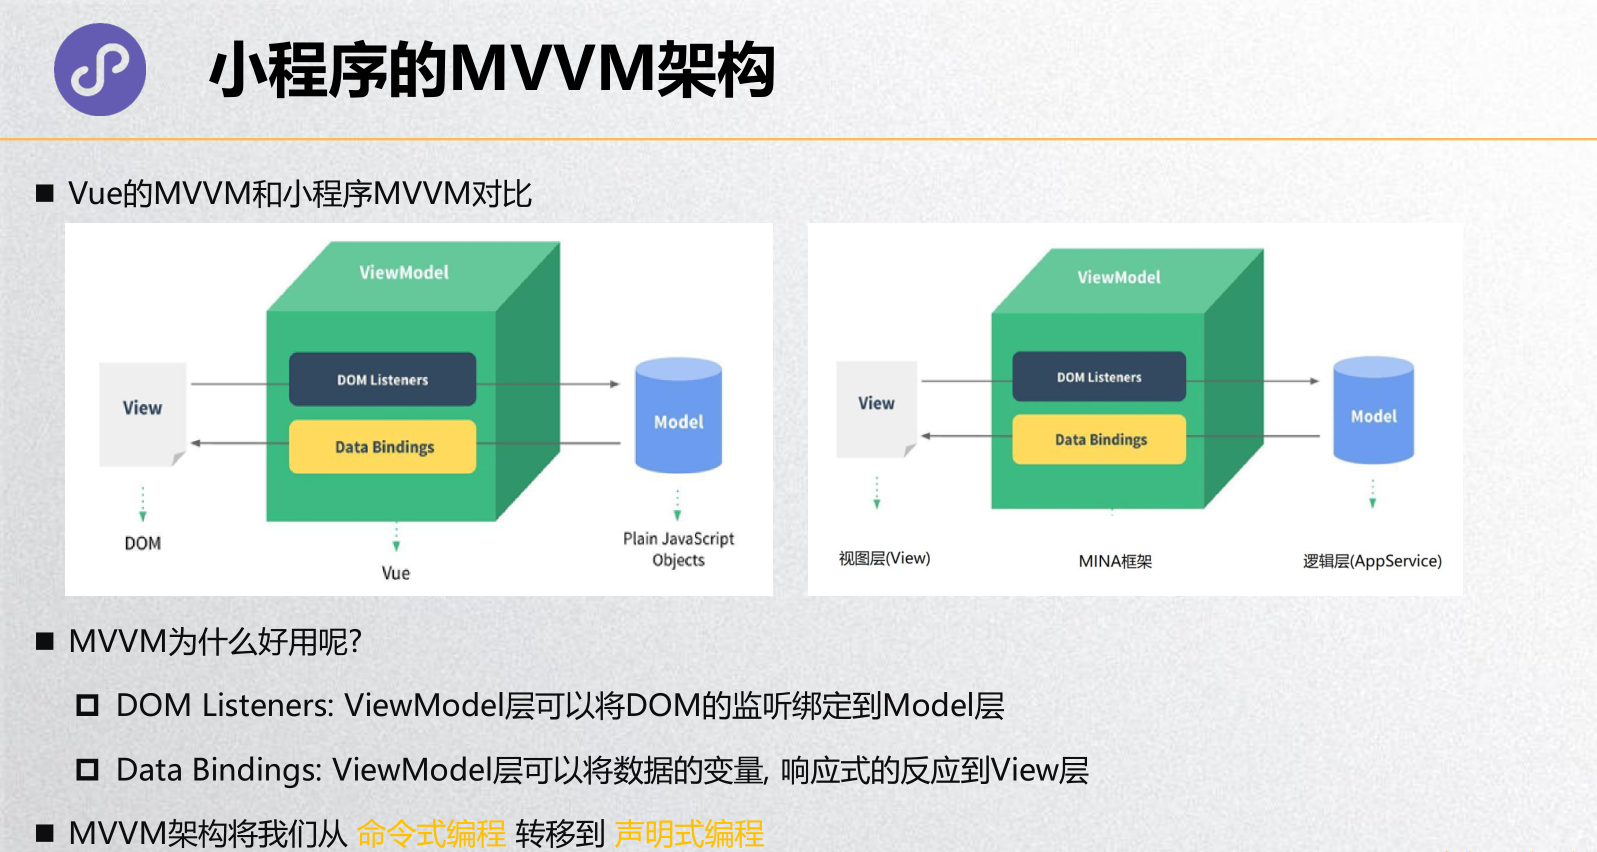 小程序的MVVM架构
Vue的MVVM和小程序MVVM对比
ViewModel
DOM Listeners
View
Model
Data Bindings
DOM
Plain JavaScript
Objects
Vue
ViewModel
DOM Listeners
View
Model
Data Bindings
视图层(View)
MINA框架
逻辑层(AppService)
MVVM为什么好用呢?
DOM Listeners: ViewModel层可以将DOM的监听绑定到Model层
Data Bindings: ViewModel层可以将数据的变量, 响应式的反应到View层
MVVM架构将我们从 命令式编程 转移到 声明式编程